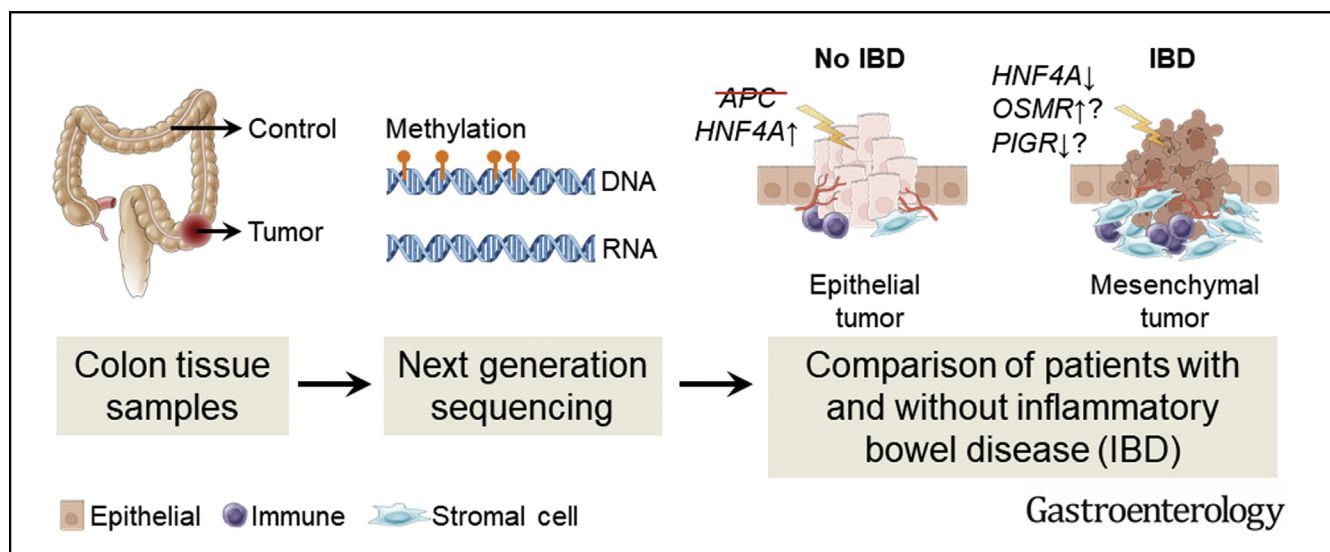 No IBD
IBD
APC
HNF4A↑
HNF4A↓
OSMR↑?
PIGR↓?
Control
Tumor
Methylation
DNA
RNA
Epithelial
tumor
Mesenchymal
tumor
Colon tissue
samples
Next generation
sequencing
Comparison of patients with
and without inflammatory
bowel disease (IBD)
Epithelial
Immune
Stromal cell
Gastroenterology